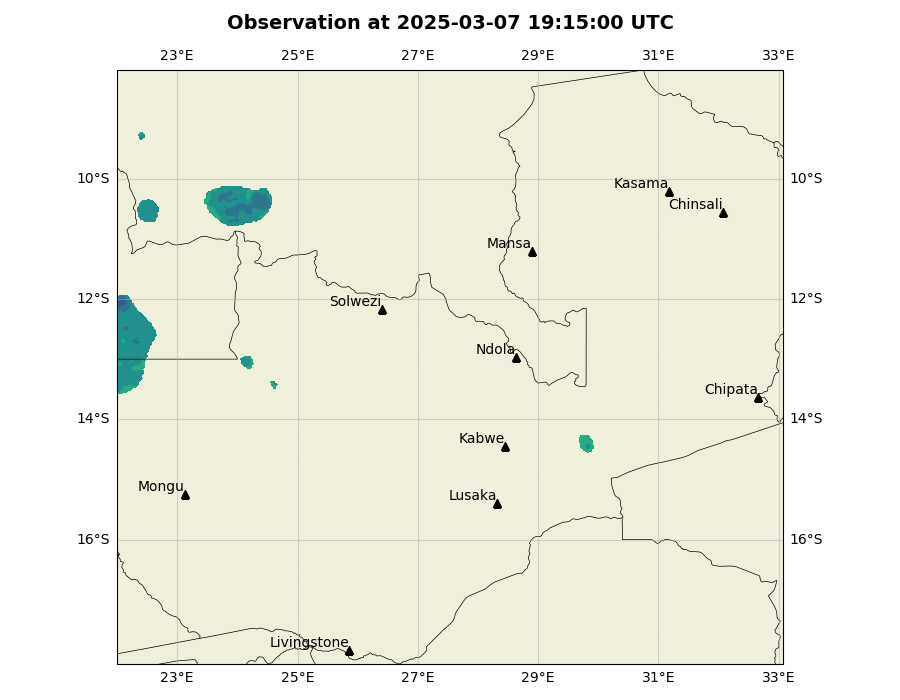 Observation at 2025-03-07 19:15:00 UTC
23°E 25°E 27°E 29°E 31°E 33°E
10°S 10°S
Kasama
Chinsali
Mansa
12°S 12°S
Solwezi
Ndola
Chipata
14°S 14°S
Kabwe
Mongu
Lusaka
16°S 16°S
Livingstone
23°E 25°E 27°E 29°E 31°E 33°E